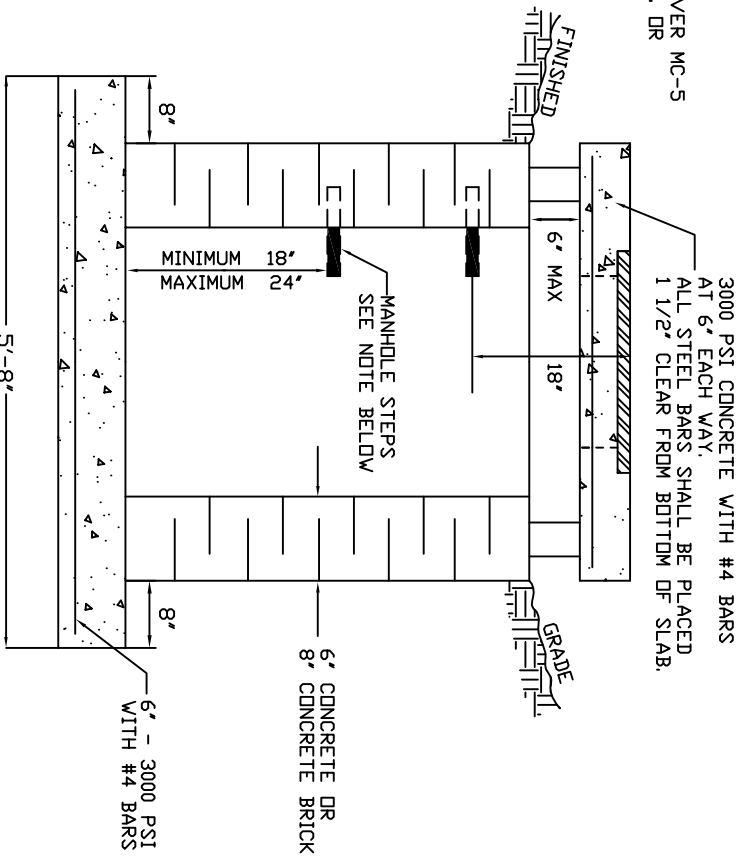 VER MC-5
. OR
3000 PSI CONCRETE WITH #4 BARS
AT 6" EACH WAY.
ALL STEEL BARS SHALL BE PLACED
1 1/2" CLEAR FROM BOTTOM OF SLAB.
FINISHED
GRADE
6" MAX
18"
MANHOLE STEPS
SEE NOTE BELOW
MINIMUM 18"
MAXIMUM 24"
6" CONCRETE OR
8" CONCRETE BRICK
8"
8"
6" - 3000 PSI
WITH #4 BARS
5'-8"